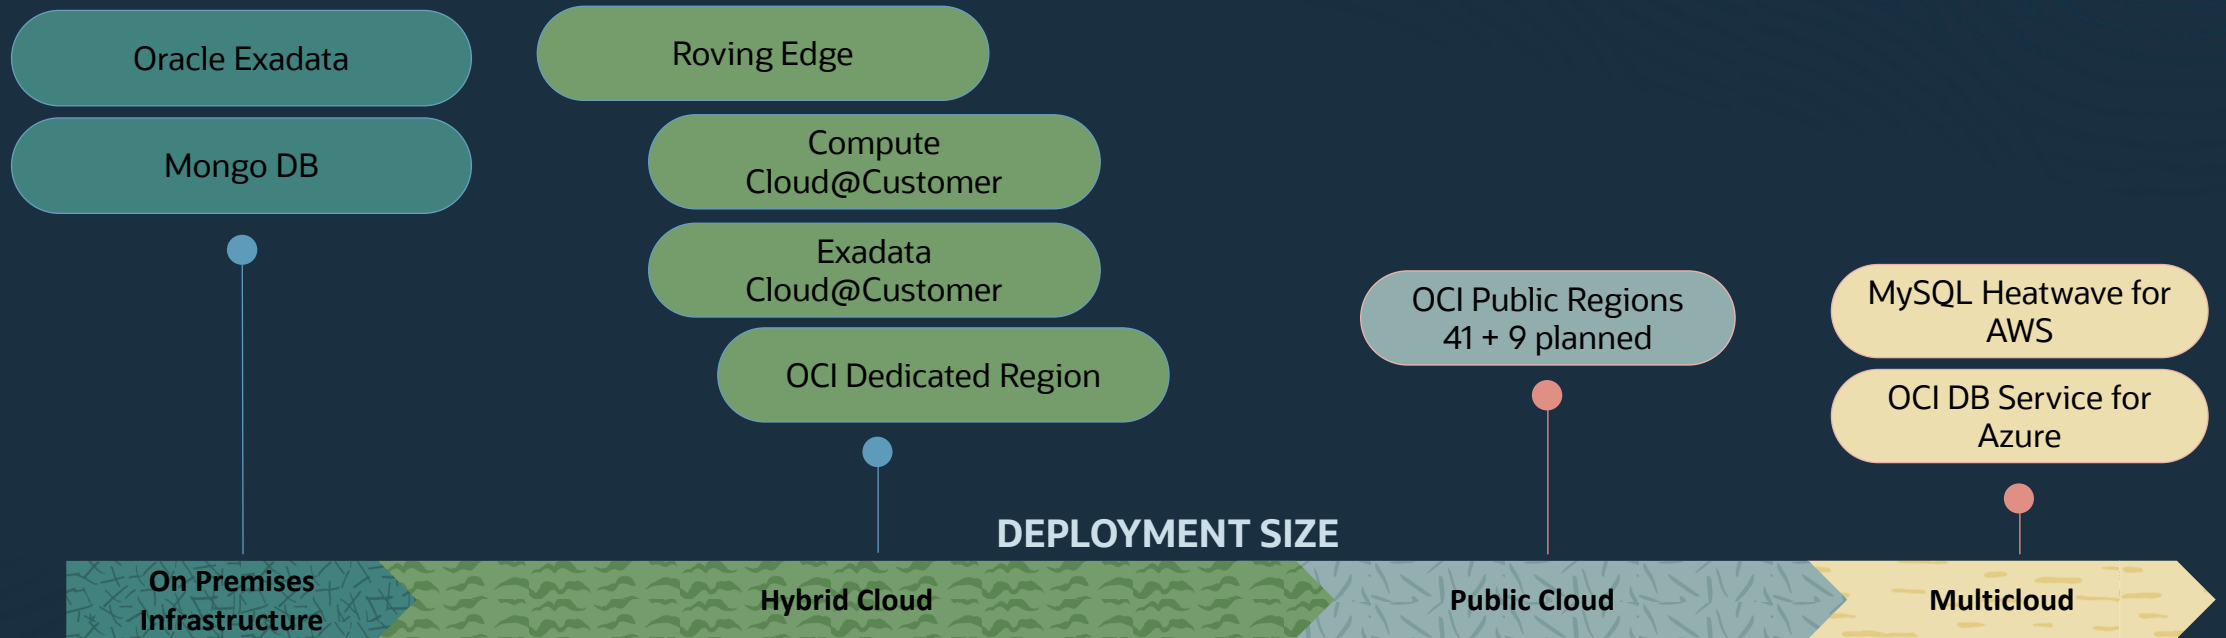 Oracle Exadata
Mongo DB
Roving Edge
Compute
Cloud@Customer
Exadata
Cloud@Customer
OCI Dedicated Region
OCI Public Regions
41 + 9 planned
MySQL Heatwave for
AWS
OCI DB Service for
Azure
DEPLOYMENT SIZE
On Premises
Infrastructure
Hybrid Cloud
Public Cloud
Multicloud